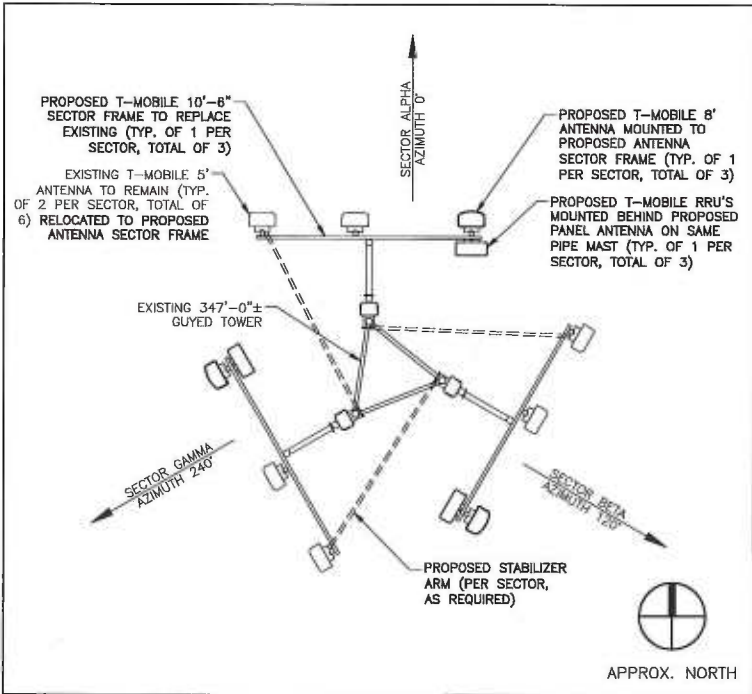 SECTOR ALPHA
AZIMUTH 0°
PROPOSED T-MOBILE 10'-6"
SECTOR FRAME TO REPLACE
EXISTING (TYP. OF 1 PER
SECTOR, TOTAL OF 3)
EXISTING T-MOBILE 5'
ANTENNA TO REMAIN (TYP.
OF 2 PER SECTOR, TOTAL OF
6) RELOCATED TO PROPOSED
ANTENNA SECTOR FRAME
PROPOSED T-MOBILE 8'
ANTENNA MOUNTED TO
PROPOSED ANTENNA
SECTOR FRAME (TYP. OF 1
PER SECTOR, TOTAL OF 3)
PROPOSED T-MOBILE RRU'S
MOUNTED BEHIND PROPOSED
PANEL ANTENNA ON SAME
PIPE MAST (TYP. OF 1 PER
SECTOR, TOTAL OF 3)
EXISTING 347'-0"±
GUYED TOWER
SECTOR GAMMA
AZIMUTH 240°
SECTOR BETA
AZIMUTH 120°
PROPOSED STABILIZER
ARM (PER SECTOR,
AS REQUIRED)
APPROX. NORTH